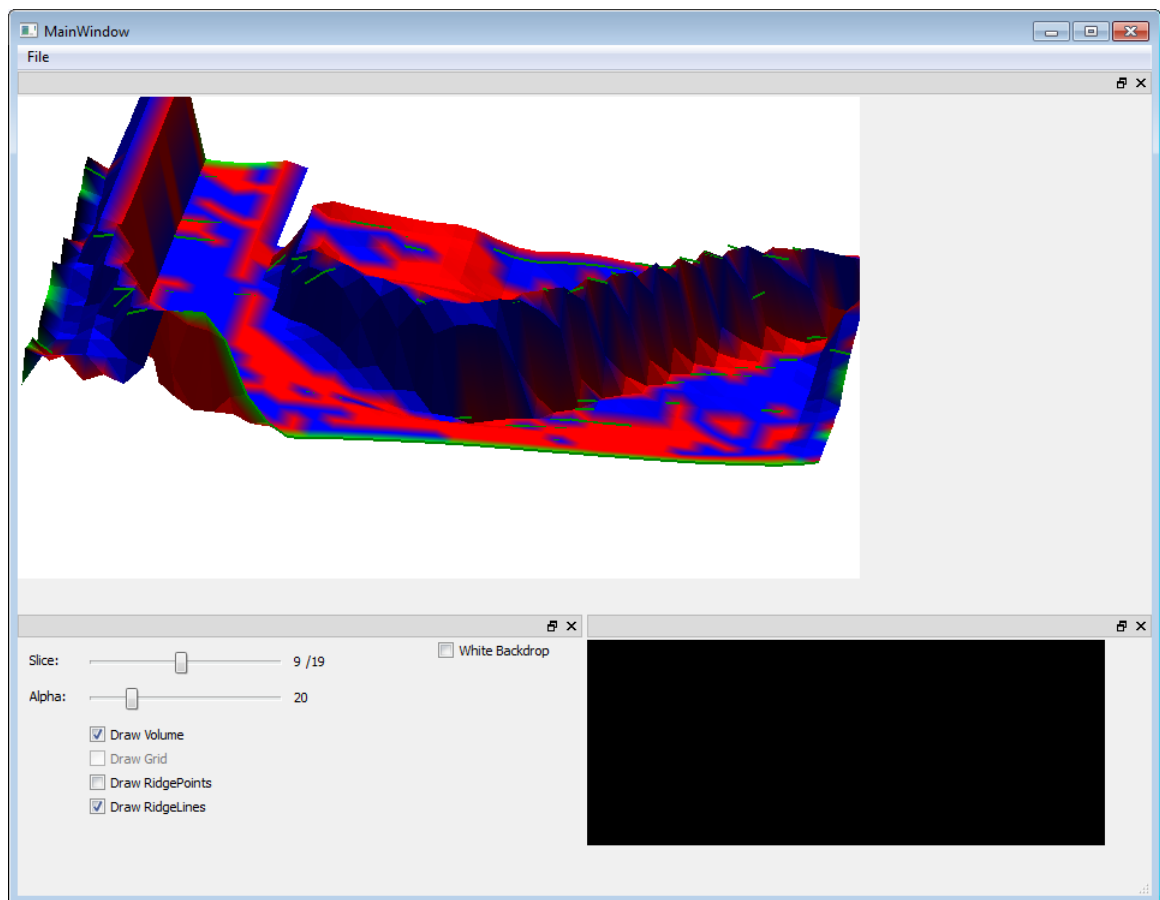 MainWindow
File
Slice: 9 /19
White Backdrop
Alpha: 20
Draw Volume
Draw Grid
Draw RidgePoints
Draw RidgeLines